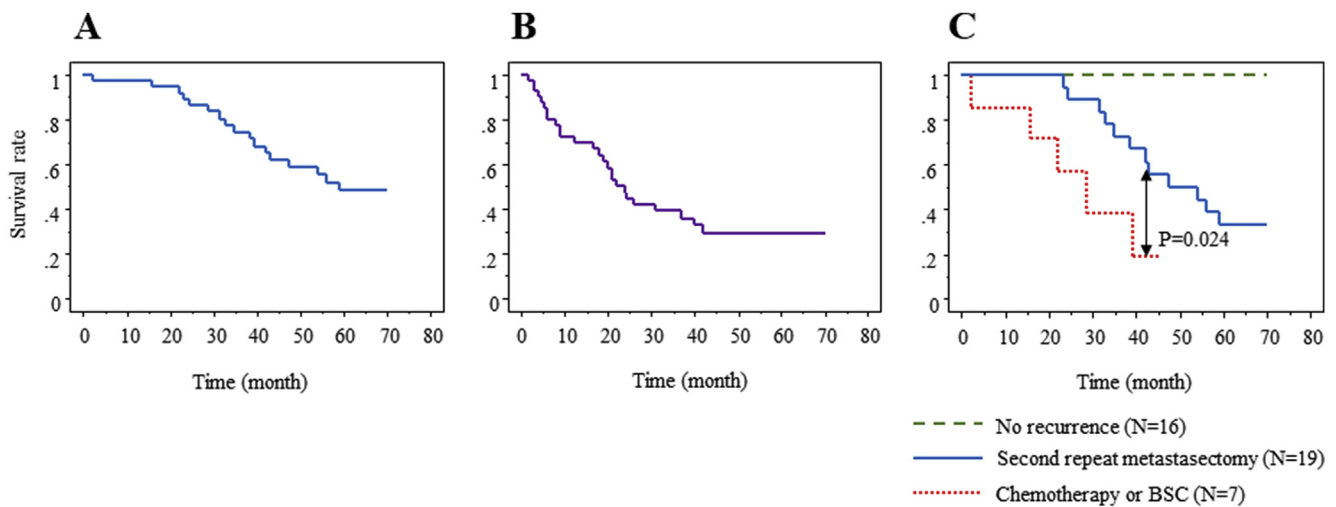 A
B
C
Survival rate
1
.8
.6
.4
.2
0
0 10 20 30 40 50 60 70 80
Time (month)
1
.8
.6
.4
.2
0
0 10 20 30 40 50 60 70 80
Time (month)
1
.8
.6
.4
.2
0
P=0.024
0 10 20 30 40 50 60 70 80
Time (month)
No recurrence (N=16)
Second repeat metastasectomy (N=19)
Chemotherapy or BSC (N=7)